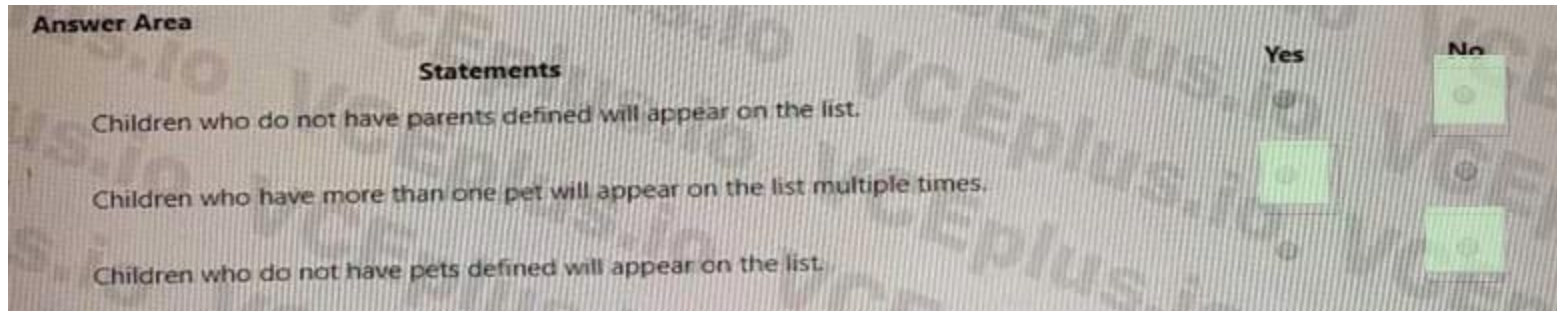 Answer Area
Statements Yes No
Children who do not have parents defined will appear on the list.
Children who have more than one pet will appear on the list multiple times.
Children who do not have pets defined will appear on the list.